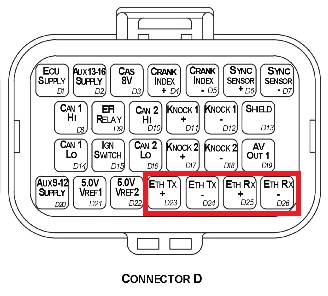 ECU SUPPLY D1
AUX13-16 SUPPLY D2
CAS 8V D3
CRANK INDEX + D4
CRANK INDEX - D5
SYNC SENSOR + D6
SYNC SENSOR - D7
CAN 1 HI D8
EFI RELAY D9
CAN 2 HI D10
KNOCK 1 + D11
KNOCK 1 - D12
SHIELD D13
CAN 1 LO D14
IGN SWITCH D15
CAN 2 LO D16
KNOCK 2 + D17
KNOCK 2 - D18
AV OUT 1 D19
AUX9-12 SUPPLY D20
5.0V VREF1 D21
5.0V VREF2 D22
ETH TX + D23
ETH TX - D24
ETH RX + D25
ETH RX - D26
CONNECTOR D